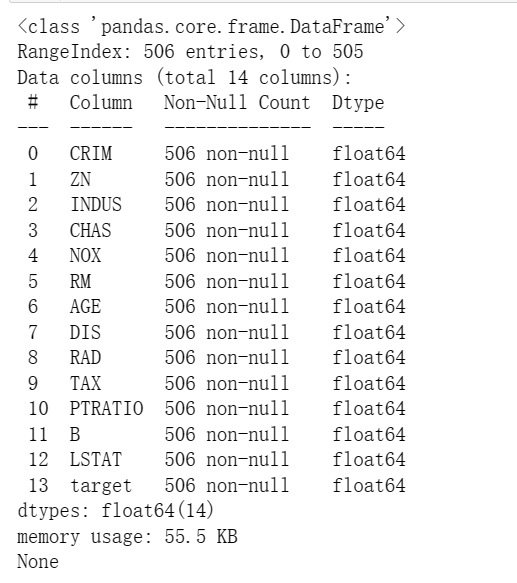 <class 'pandas.core.frame.DataFrame'>
RangeIndex: 506 entries, 0 to 505
Data columns (total 14 columns):
 #   Column   Non-Null Count  Dtype
---  ------   --------------  -----
 0   CRIM     506 non-null    float64
 1   ZN       506 non-null    float64
 2   INDUS    506 non-null    float64
 3   CHAS     506 non-null    float64
 4   NOX      506 non-null    float64
 5   RM       506 non-null    float64
 6   AGE      506 non-null    float64
 7   DIS      506 non-null    float64
 8   RAD      506 non-null    float64
 9   TAX      506 non-null    float64
 10  PTRATIO  506 non-null    float64
 11  B        506 non-null    float64
 12  LSTAT    506 non-null    float64
 13  target   506 non-null    float64
dtypes: float64(14)
memory usage: 55.5 KB
None